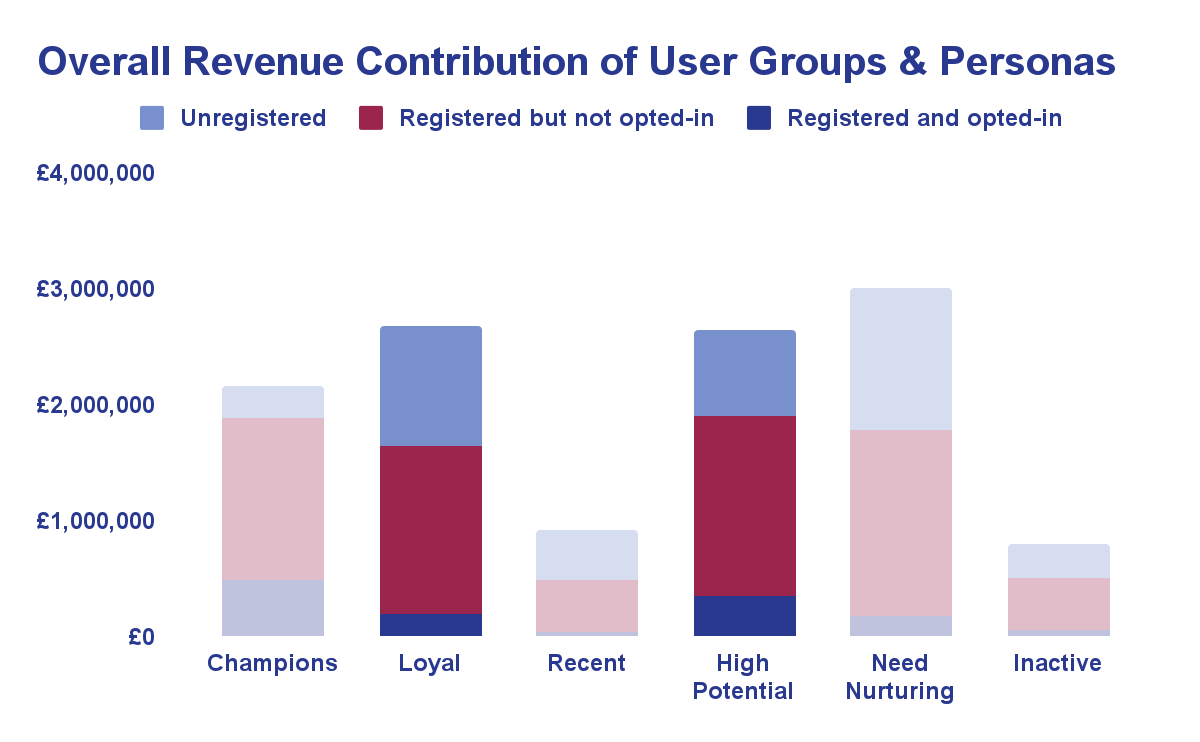 Overall Revenue Contribution of User Groups & Personas
Unregistered Registered but not opted-in Registered and opted-in
£4,000,000
£3,000,000
£2,000,000
£1,000,000
£0
Champions Loyal Recent High Potential Need Nurturing Inactive